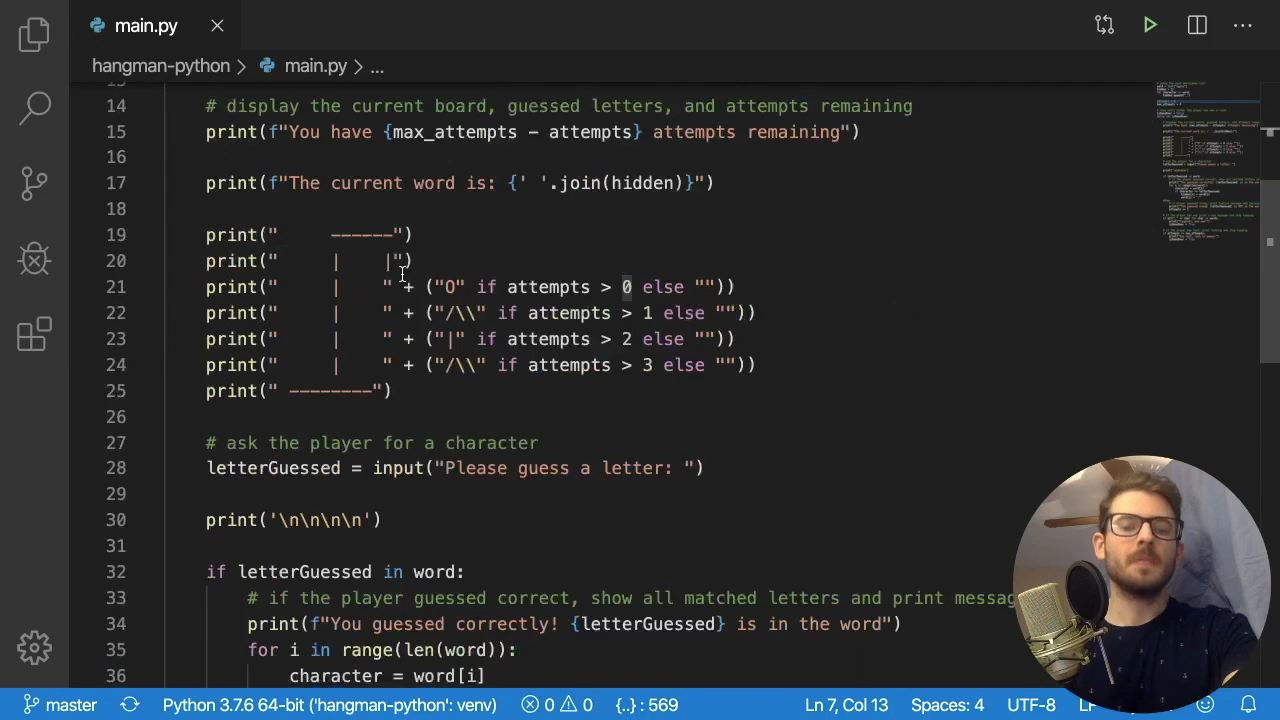 main.py
hangman-python > main.py > ...
14 # display the current board, guessed letters, and attempts remaining
15 print(f"You have {max_attempts - attempts} attempts remaining")
16
17 print(f"The current word is: {' '.join(hidden)}")
18
19 print("     ------")
20 print("     |    |")
21 print("     |    " + ("O" if attempts > 0 else ""))
22 print("     |    " + ("/\\" if attempts > 1 else ""))
23 print("     |    " + ("|" if attempts > 2 else ""))
24 print("     |    " + ("/\\" if attempts > 3 else ""))
25 print(" --------")
26
27 # ask the player for a character
28 letterGuessed = input("Please guess a letter: ")
29
30 print('\n\n\n\n')
31
32 if letterGuessed in word:
33 # if the player guessed correct, show all matched letters and print messag
34 print(f"You guessed correctly! {letterGuessed} is in the word")
35 for i in range(len(word)):
36 character = word[i]
master Python 3.7.6 64-bit ('hangman-python': venv) 0 0 {..} : 569 Ln 7, Col 13 Spaces: 4 UTF-8